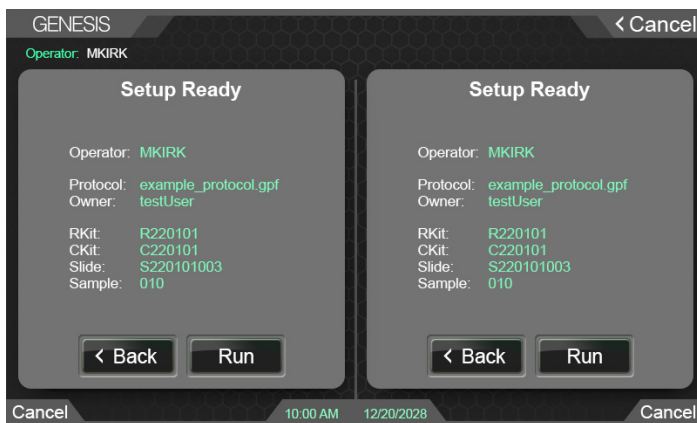 GENESIS
< Cancel
Operator: MKIRK
Setup Ready
Operator: MKIRK
Protocol: example_protocol.gpf
Owner: testUser
RKit: R220101
CKit: C220101
Slide: S220101003
Sample: 010
< Back
Run
Setup Ready
Operator: MKIRK
Protocol: example_protocol.gpf
Owner: testUser
RKit: R220101
CKit: C220101
Slide: S220101003
Sample: 010
< Back
Run
Cancel
10:00 AM
12/20/2028
Cancel